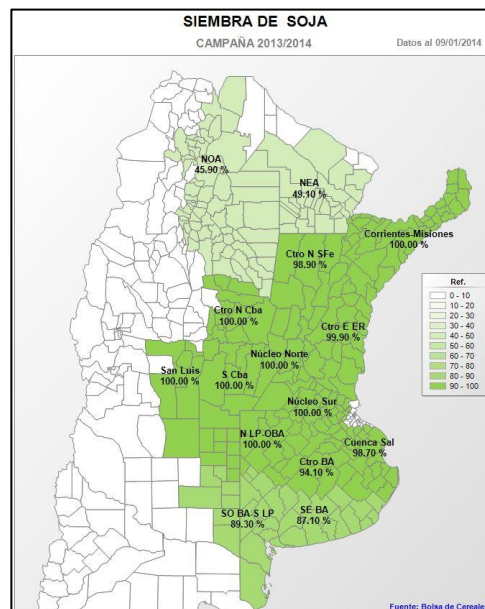 SIEMBRA DE SOJA
CAMPAÑA 2013/2014
Datos al 09/01/2014
NOA
45.90 %
NEA
49.10 %
Corrientes-Misiones
100.00 %
Ctro N SFe
98.90 %
Ref.
0 - 10
10 - 20
20 - 30
30 - 40
40 - 50
50 - 60
60 - 70
70 - 80
80 - 90
90 - 100
Ctro N Cba
100.00 %
Ctro E ER
99.90 %
Núcleo Norte
100.00 %
San Luis
100.00 %
S Cba
100.00 %
Núcleo Sur
100.00 %
N LP-OBA
100.00 %
Cuenca Sal
98.70 %
Ctro BA
94.10 %
SO BA-S LP
89.30 %
SE BA
87.10 %
Fuente: Bolsa de Cereale